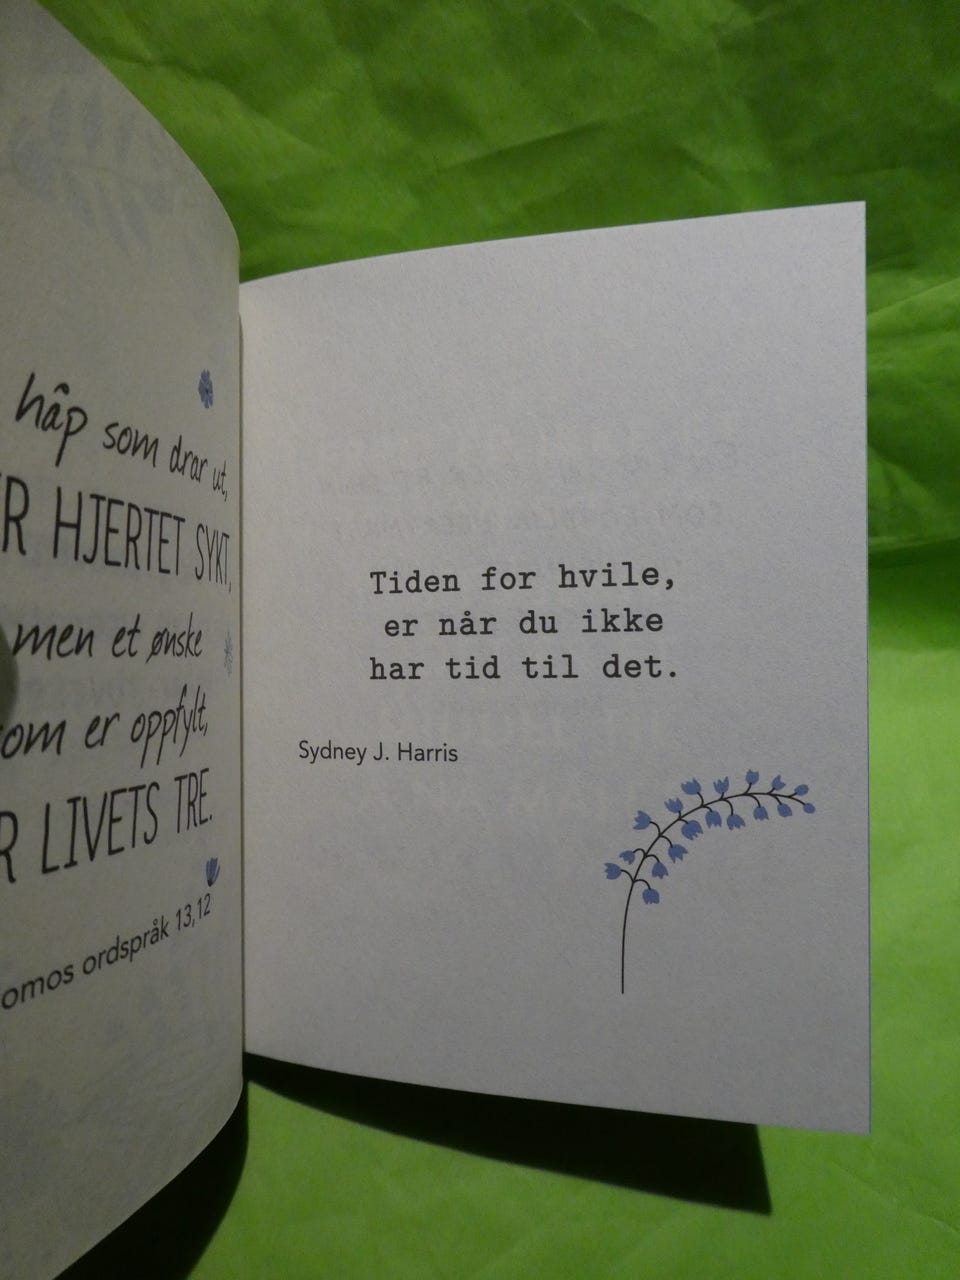 håp som drar ut,
HJERTET SYKT,
men et ønske
som er oppfylt,
LIVETS TRE.
omos ordspråk 13,12
Tiden for hvile,
er når du ikke
har tid til det.
Sydney J. Harris